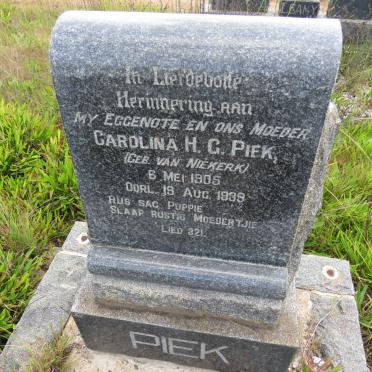 In Liefdevolle
Herinnering aan
My Eggenote en ons Moeder
Carolina H. G. Piek,
(Geb. van Niekerk)
6 Mei 1905
Oorl. 19 Aug. 1939
Rus sag Poppie
Slaap rustig Moedertjie
Lied 321.
PIEK